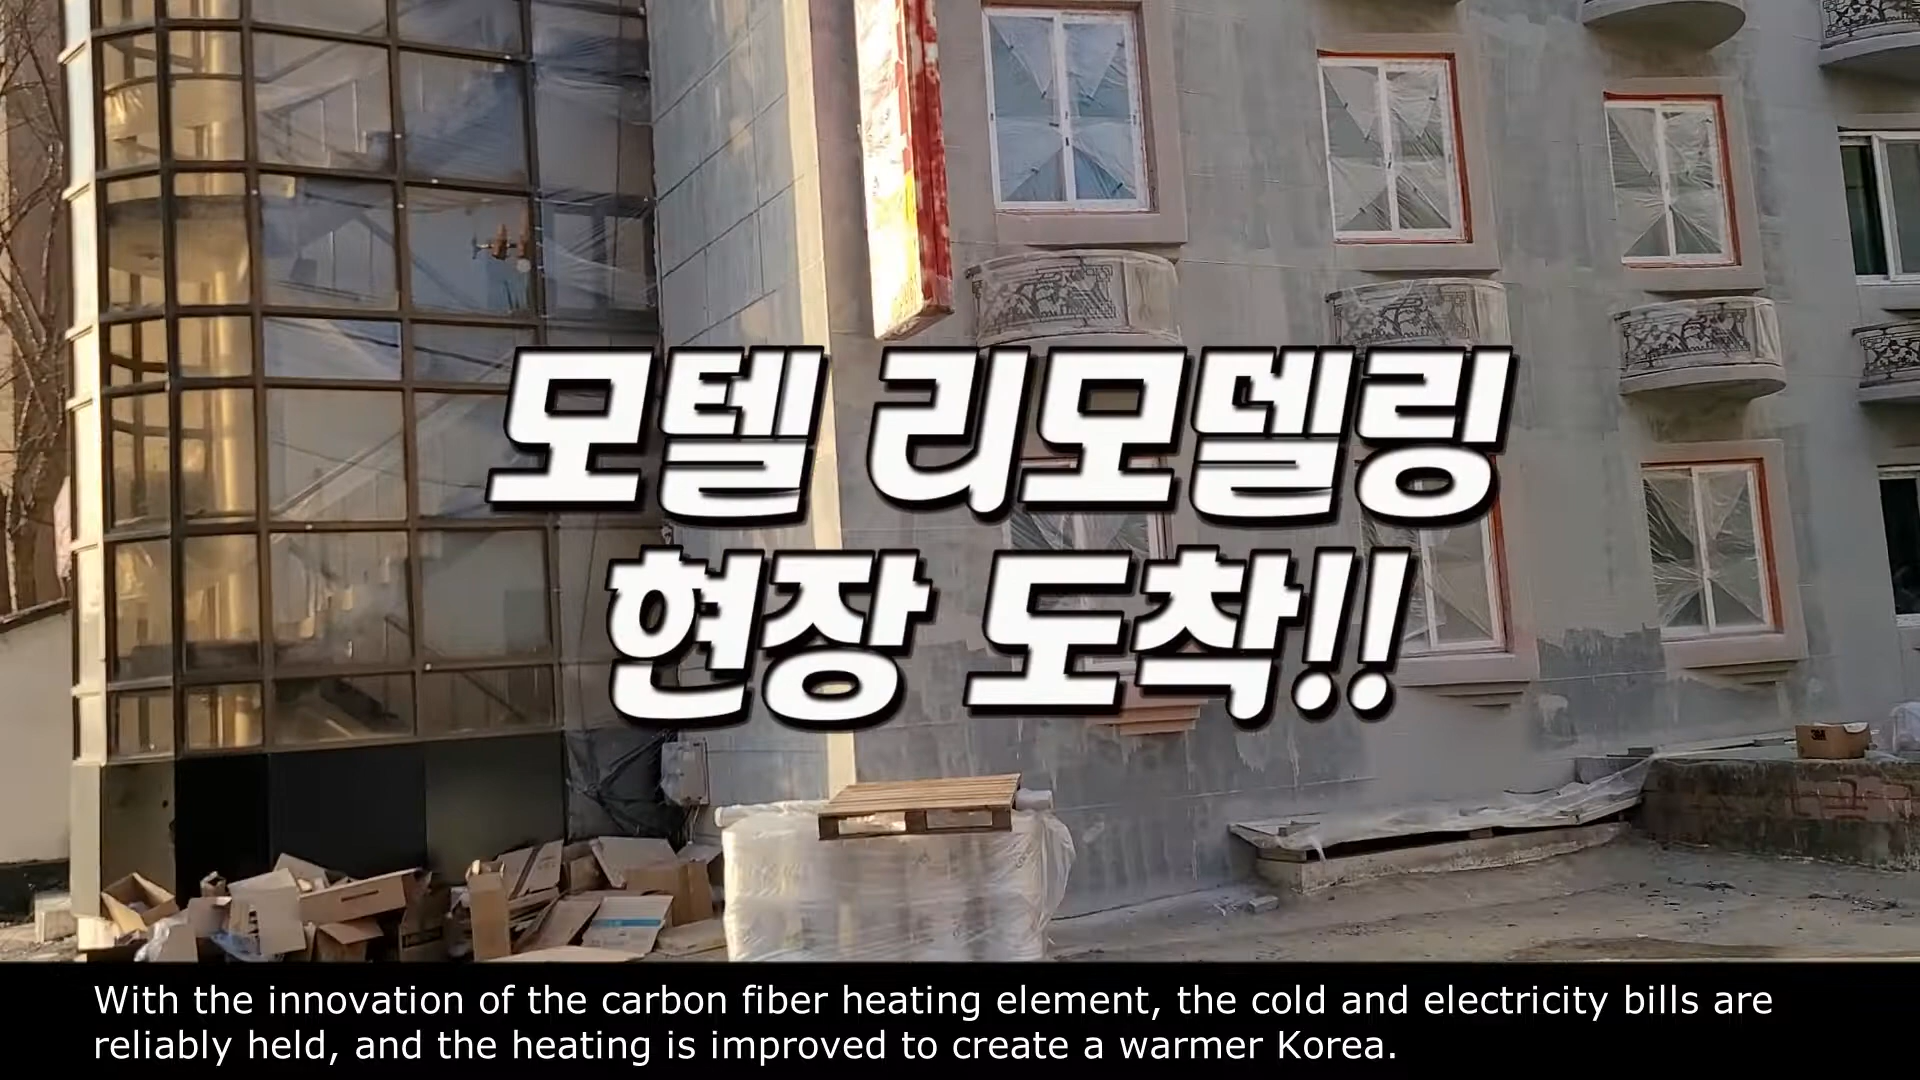 모텔 리모델링
현장 도착!!
3M
With the innovation of the carbon fiber heating element, the cold and electricity bills are
reliably held, and the heating is improved to create a warmer Korea.